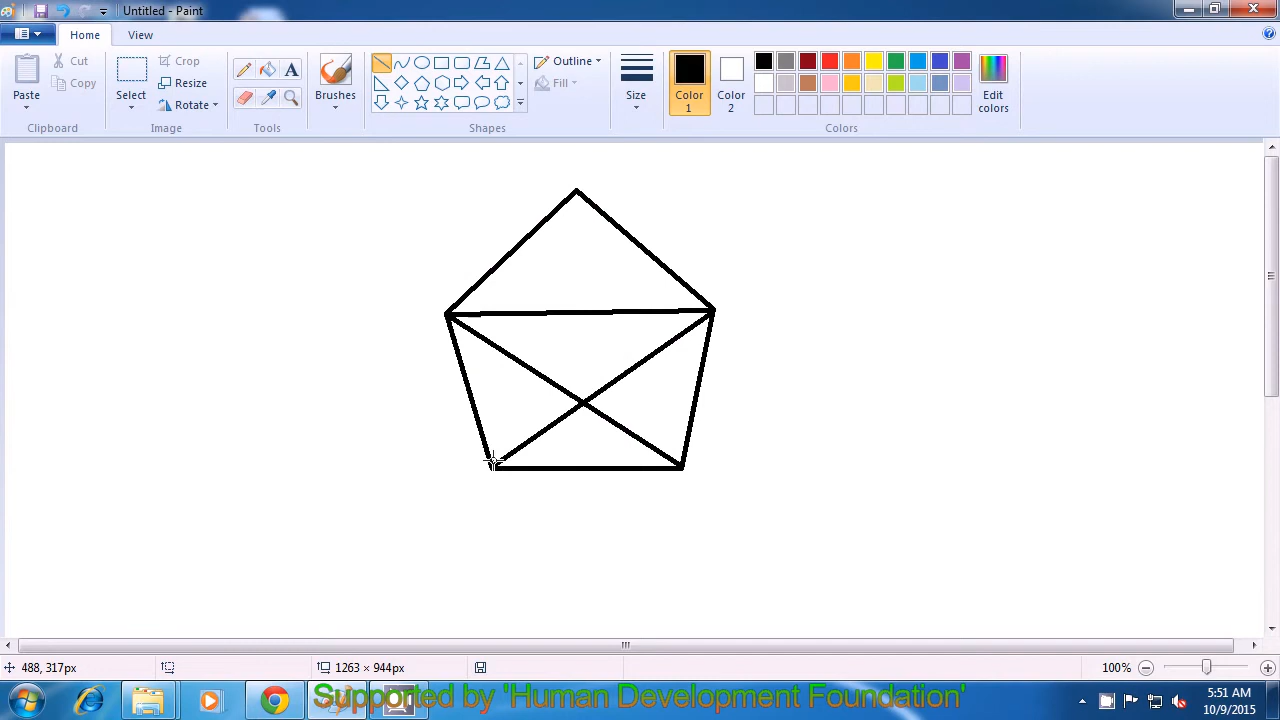 Untitled - Paint
Home View
Cut
Copy
Paste
Clipboard
Crop
Resize
Rotate
Select
Image
A
Tools
Brushes
Outline
Fill
Shapes
Size
Color 1
Color 2
Edit colors
Colors
488, 317px
1263 × 944px
100%
Supported by 'Human Development Foundation'
5:51 AM
10/9/2015